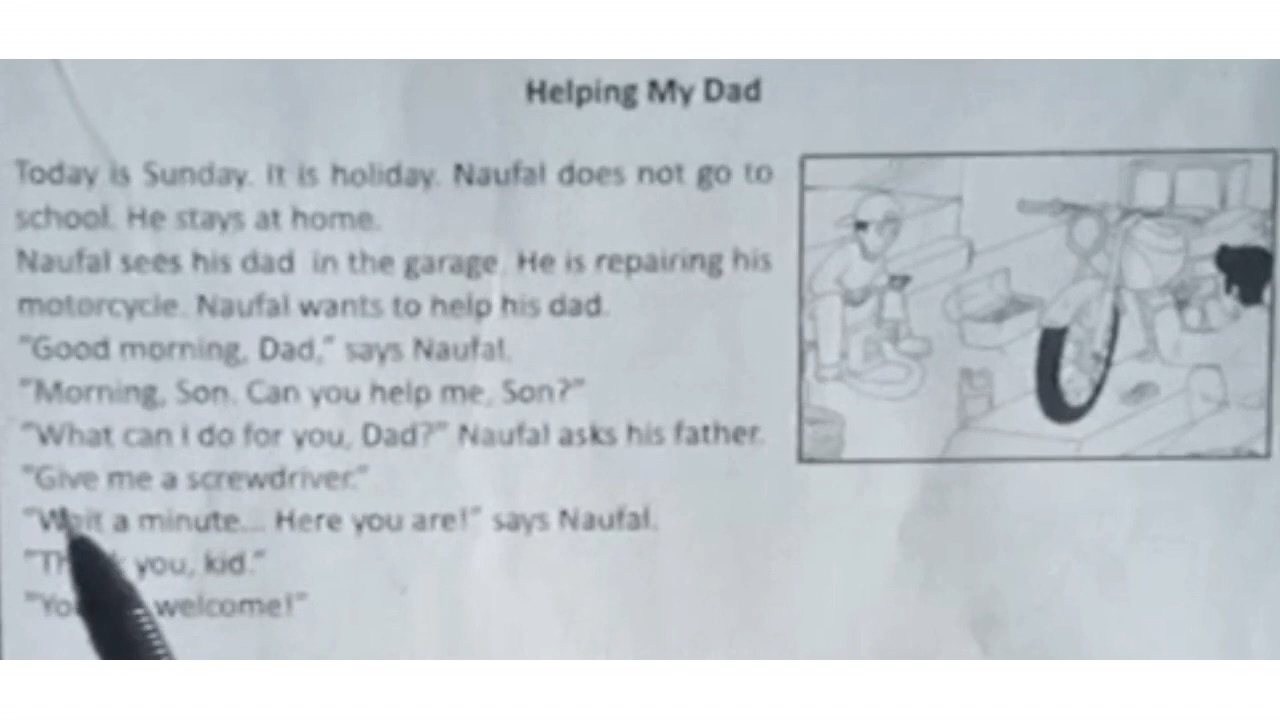 Helping My Dad
Today is Sunday. It is holiday. Naufal does not go to
school. He stays at home.
Naufal sees his dad in the garage. He is repairing his
motorcycle. Naufal wants to help his dad.
"Good morning, Dad," says Naufal.
"Morning, Son. Can you help me, Son?"
"What can I do for you, Dad?" Naufal asks his father.
"Give me a screwdriver."
"Wait a minute... Here you are!" says Naufal.
you, kid."
welcome!"